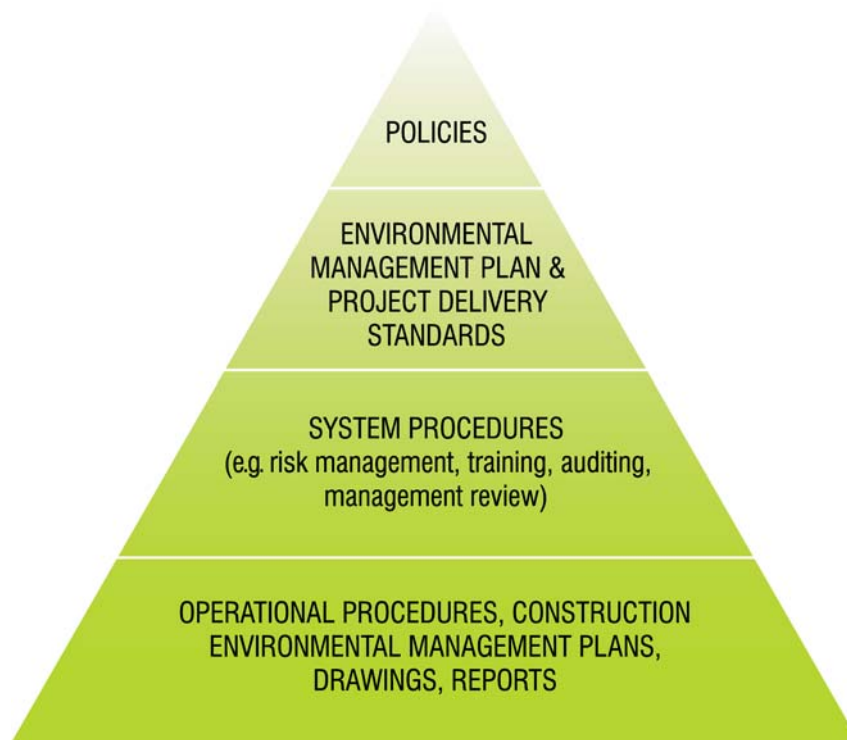 POLICIES
ENVIRONMENTAL
MANAGEMENT PLAN &
PROJECT DELIVERY
STANDARDS
SYSTEM PROCEDURES
(e.g. risk management, training, auditing,
management review)
OPERATIONAL PROCEDURES, CONSTRUCTION
ENVIRONMENTAL MANAGEMENT PLANS,
DRAWINGS, REPORTS